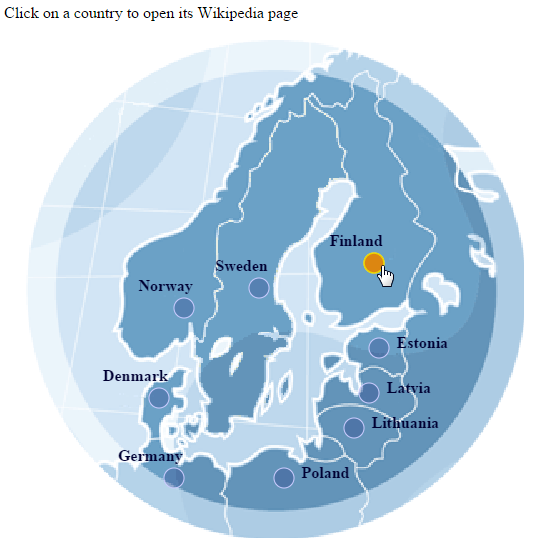 Click on a country to open its Wikipedia page
Finland
Sweden
Norway
Estonia
Denmark
Latvia
Lithuania
Germany
Poland